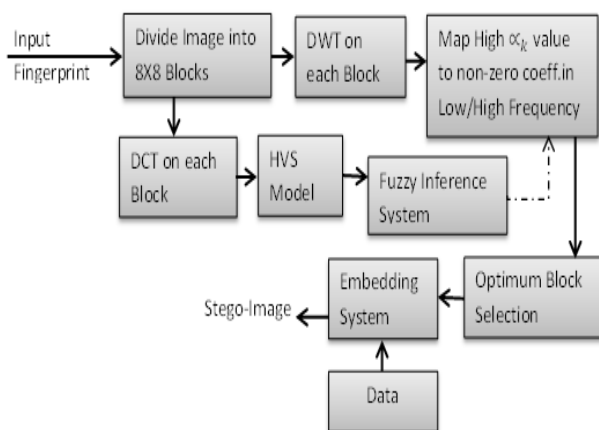 Input
Fingerprint
Divide Image into
8X8 Blocks
DWT on
each Block
Map High ∝k value
to non-zero coeff.in
Low/High Frequency
DCT on each
Block
HVS
Model
Fuzzy Inference
System
Stego-Image
Embedding
System
Optimum Block
Selection
Data